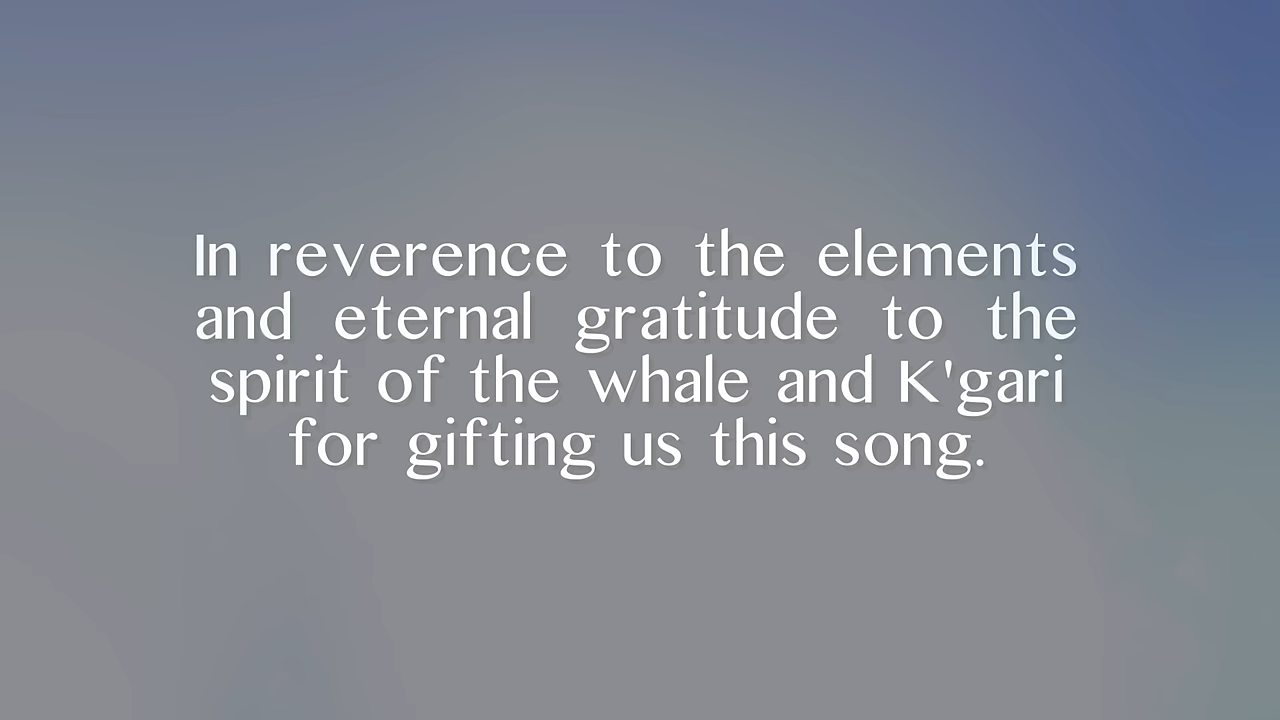 In reverence to the elements
and eternal gratitude to the
spirit of the whale and K'gari
for gifting us this song.